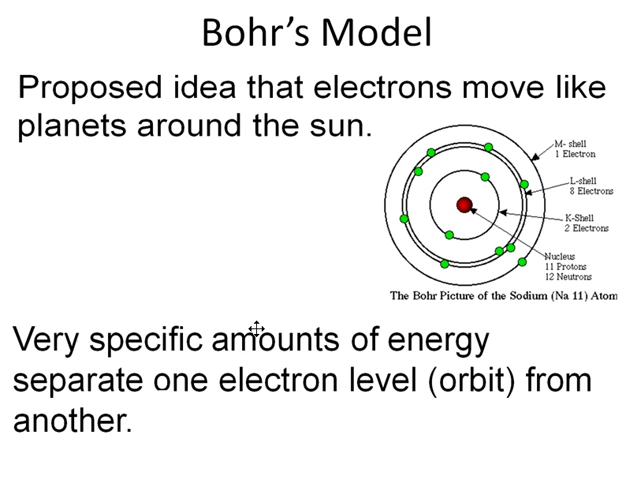 Bohr’s Model
Proposed idea that electrons move like
planets around the sun.
M- shell
1 Electron
L-shell
8 Electrons
K-Shell
2 Electrons
Nucleus
11 Protons
12 Neutrons
The Bohr Picture of the Sodium (Na 11) Atom
Very specific amounts of energy
separate one electron level (orbit) from
another.